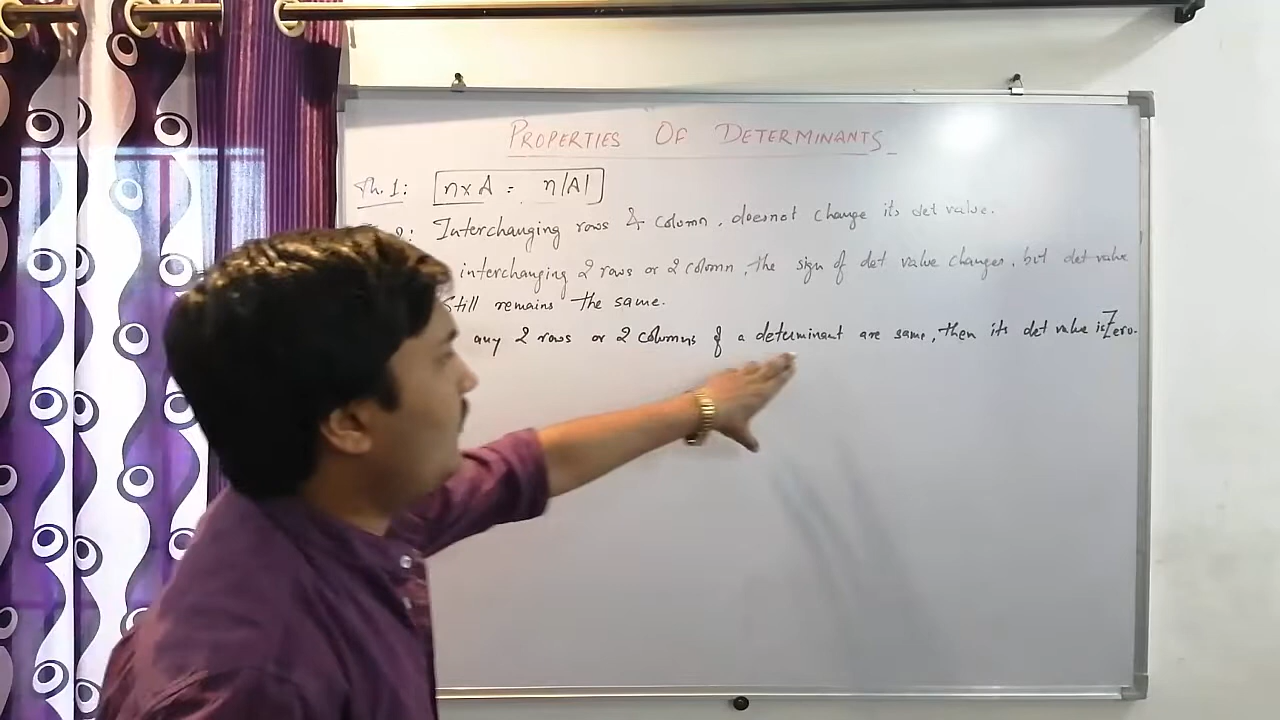 PROPERTIES OF DETERMINANTS
Th. 1: n x A = n|A|
2: Interchanging rows & column, doesnot change its det value.
interchanging 2 rows or 2 column, the sign of det value changes, but det value
still remains the same.
any 2 rows or 2 columns of a determinant are same, then its det value is Zero.